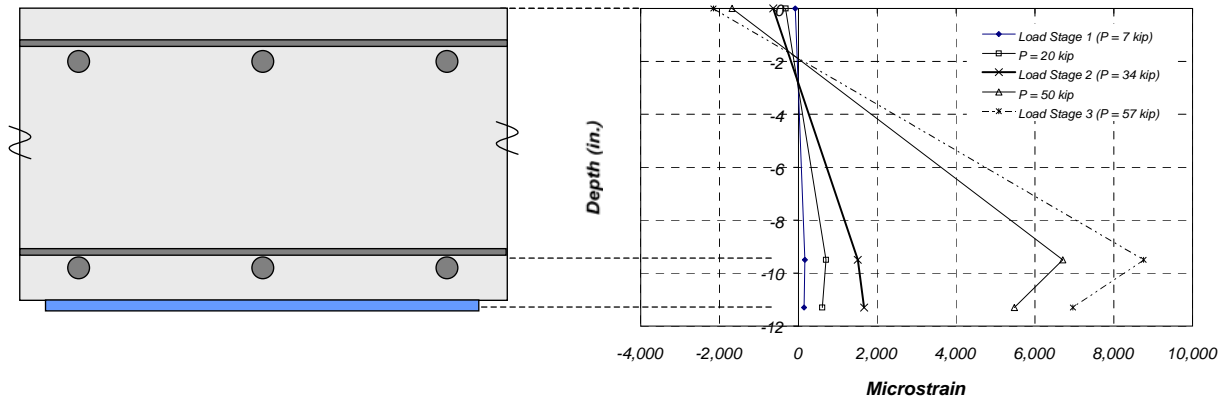 0
-2
-4
-6
-8
-10
-12
Depth (in.)
Load Stage 1 (P = 7 kip)
P = 20 kip
Load Stage 2 (P = 34 kip)
P = 50 kip
Load Stage 3 (P = 57 kip)
-4,000 -2,000 0 2,000 4,000 6,000 8,000 10,000
Microstrain